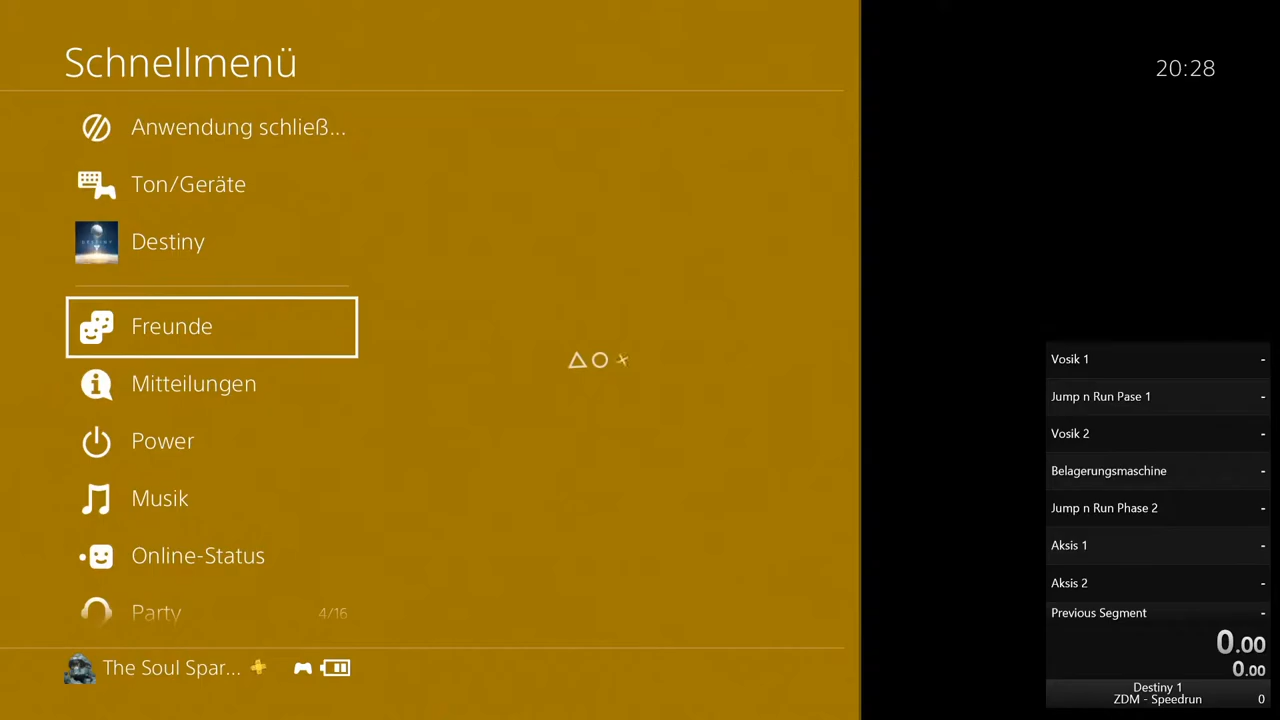 Schnellmenü
20:28
Anwendung schließ...
Ton/Geräte
Destiny
Freunde
Mitteilungen
Power
Musik
Online-Status
Party 4/16
The Soul Spar...
Vosik 1 -
Jump n Run Pase 1 -
Vosik 2 -
Belagerungsmaschine -
Jump n Run Phase 2 -
Aksis 1 -
Aksis 2 -
Previous Segment -
0.00
0.00
Destiny 1
ZDM - Speedrun 0